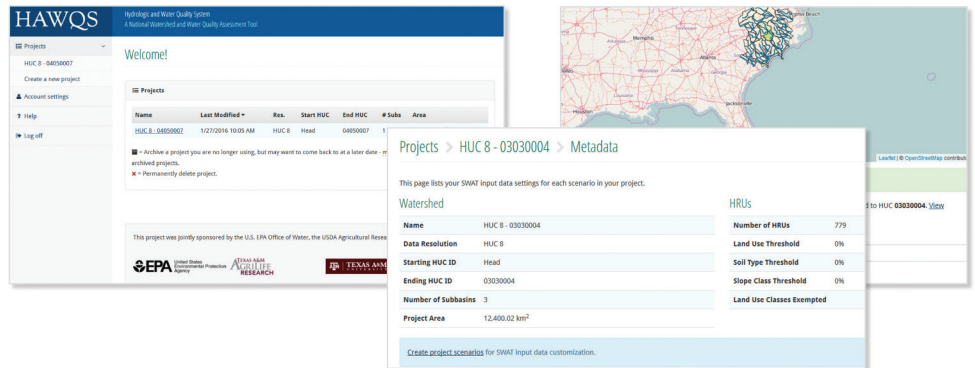 HAWQS
Hydrologic and Water Quality System
A National Watershed and Water Quality Assessment Tool
Projects
HUC 8 - 04050007
Create a new project
Account settings
? Help
Log off
Welcome!
Projects
Name Last Modified Res. Start HUC End HUC # Subs Area
HUC 8 - 04050007 1/27/2016 10:05 AM HUC 8 Head 04050007 1
= Archive a project you are no longer using, but may want to come back to at a later date -
archived projects.
× = Permanently delete project.
This project was jointly sponsored by the U.S. EPA Office of Water, the USDA Agricultural Resea
EPA United States
Environmental Protection
Agency
TEXAS A&M
AGRILIFE
RESEARCH
TEXAS A&M
Memphis
Arkansas
Mississippi Alabama Georgia
Atlanta
Louisiana
Jacksonville
Houston
Leaflet | © OpenStreetMap contribut
d to HUC 03030004. View
Projects > HUC 8 - 03030004 > Metadata
This page lists your SWAT input data settings for each scenario in your project.
Watershed
Name HUC 8 - 03030004
Data Resolution HUC 8
Starting HUC ID Head
Ending HUC ID 03030004
Number of Subbasins 3
Project Area 12,400.02 km²
HRUs
Number of HRUs 779
Land Use Threshold 0%
Soil Type Threshold 0%
Slope Class Threshold 0%
Land Use Classes Exempted
Create project scenarios for SWAT input data customization.